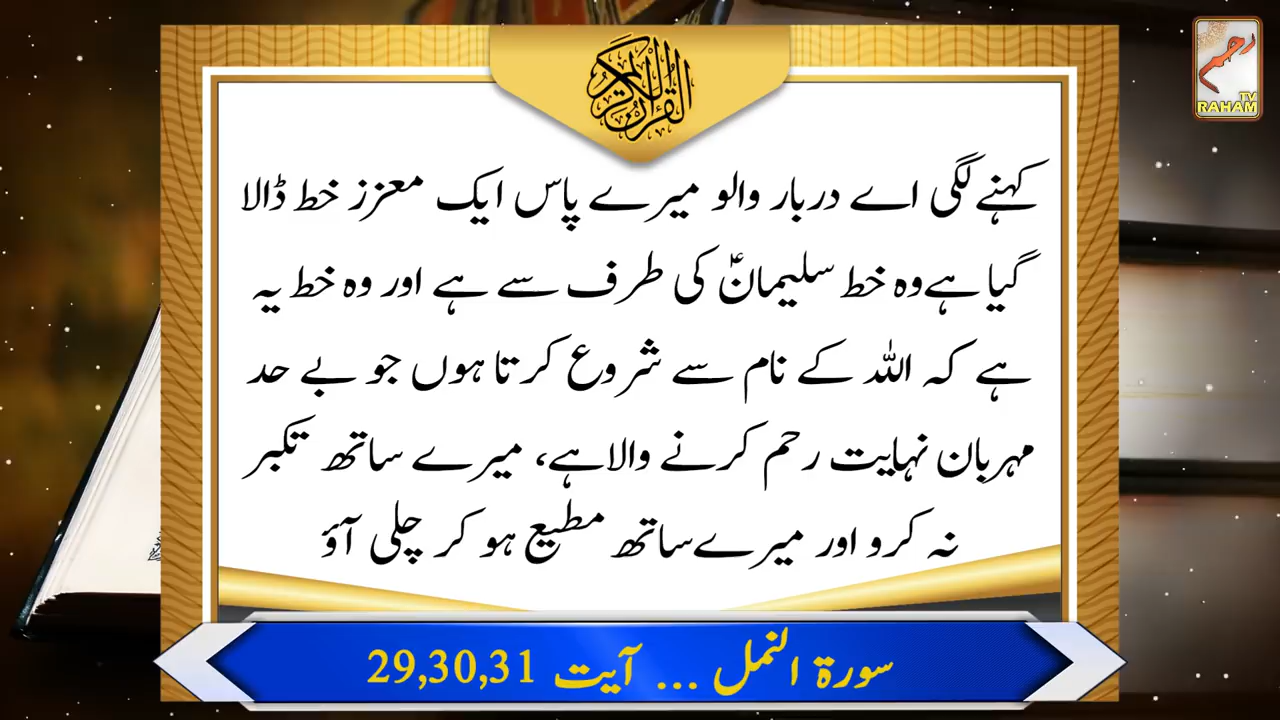 القرآن الكريم
رحم
TV
RAHAM
کہنے لگی اے دربار والو میرے پاس ایک معزز خط ڈالا
گیا ہے وہ خط سلیمانؑ کی طرف سے ہے اور وہ خط یہ
ہے کہ اللہ کے نام سے شروع کرتا ہوں جو بے حد
مہربان نہایت رحم کرنے والا ہے، میرے ساتھ تکبر
نہ کرو اور میرے ساتھ مطیع ہو کر چلی آؤ
سورۃ النمل ... آیت 29,30,31